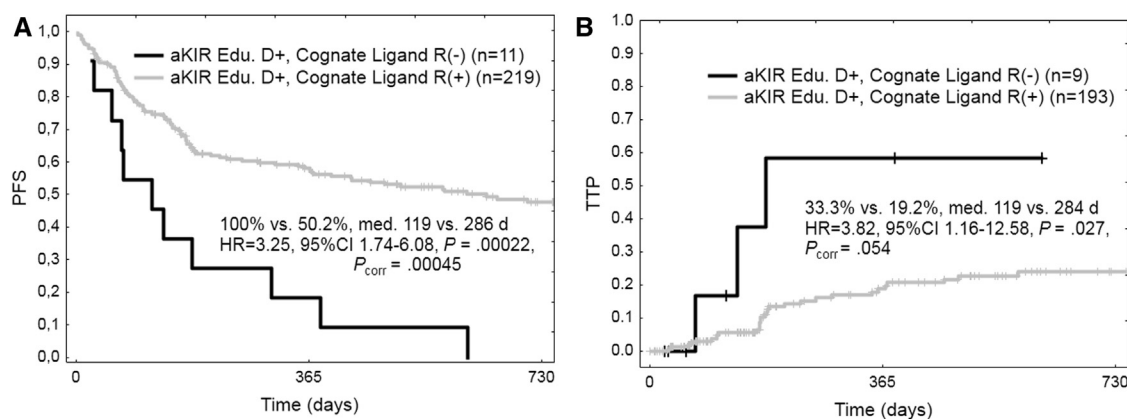 A
1,0
0,9
0,8
0,7
0,6
0,5
0,4
0,3
0,2
0,1
0,0
PFS
aKIR Edu. D+, Cognate Ligand R(-) (n=11)
aKIR Edu. D+, Cognate Ligand R(+) (n=219)
100% vs. 50.2%, med. 119 vs. 286 d
HR=3.25, 95%CI 1.74-6.08, P = .00022,
Pcorr = .00045
0 365 730
Time (days)
B
1.0
0.9
0.8
0.7
0.6
0.5
0.4
0.3
0.2
0.1
0.0
TTP
aKIR Edu. D+, Cognate Ligand R(-) (n=9)
aKIR Edu. D+, Cognate Ligand R(+) (n=193)
33.3% vs. 19.2%, med. 119 vs. 284 d
HR=3.82, 95%CI 1.16-12.58, P = .027,
Pcorr = .054
0 365 730
Time (days)